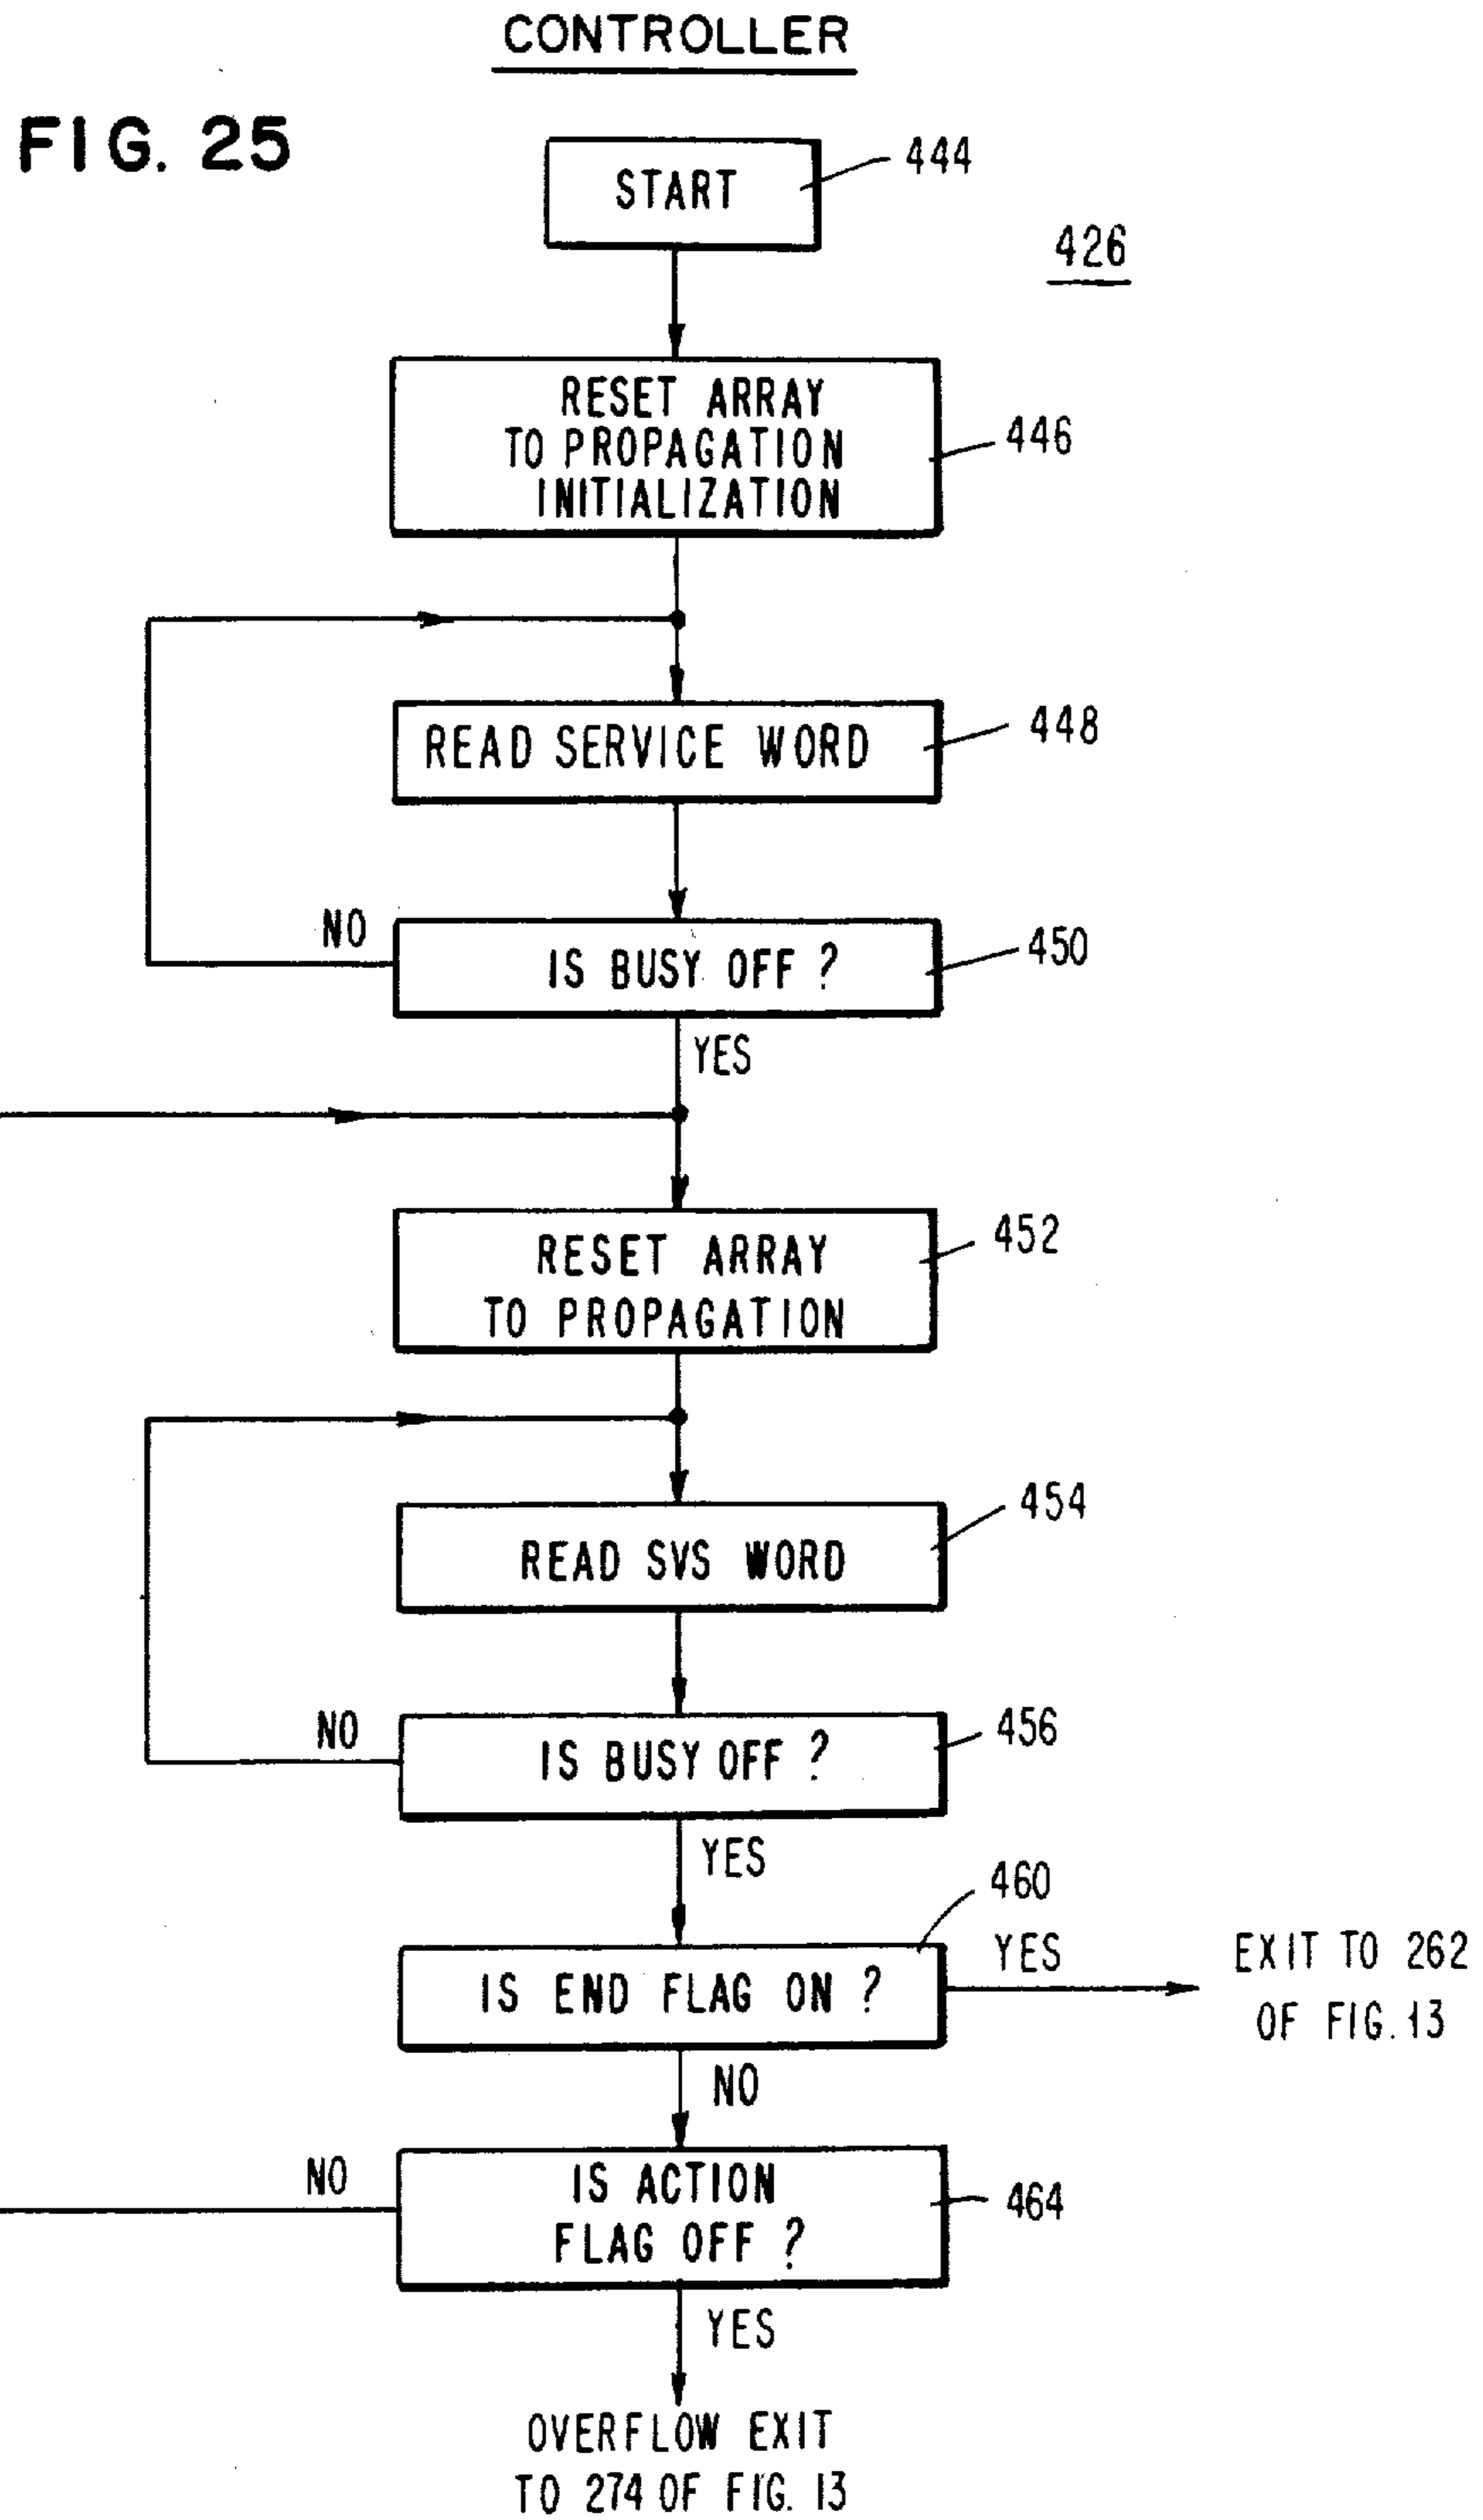 CONTROLLER
FIG. 25
START
444
426
RESET ARRAY
TO PROPAGATION
INITIALIZATION
446
READ SERVICE WORD
448
NO
IS BUSY OFF ?
450
YES
RESET ARRAY
TO PROPAGATION
452
READ SVS WORD
454
NO
IS BUSY OFF ?
456
YES
460
IS END FLAG ON ?
YES
EXIT TO 262
OF FIG. 13
NO
NO
IS ACTION
FLAG OFF ?
464
YES
OVERFLOW EXIT
TO 274 OF FIG. 13